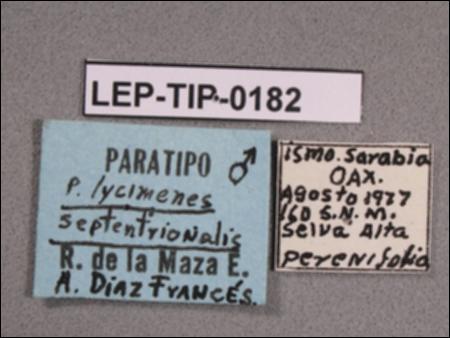 LEP-TIP-0182
PARATIPO ♂
P. lycimenes
septentrionalis
R. de la Maza E.
A. DIAZ FRANCÉS.
ismo. Sarabia
OAX.
Agosto 1977
160 S.N.M.
Selva Alta
perenifolia